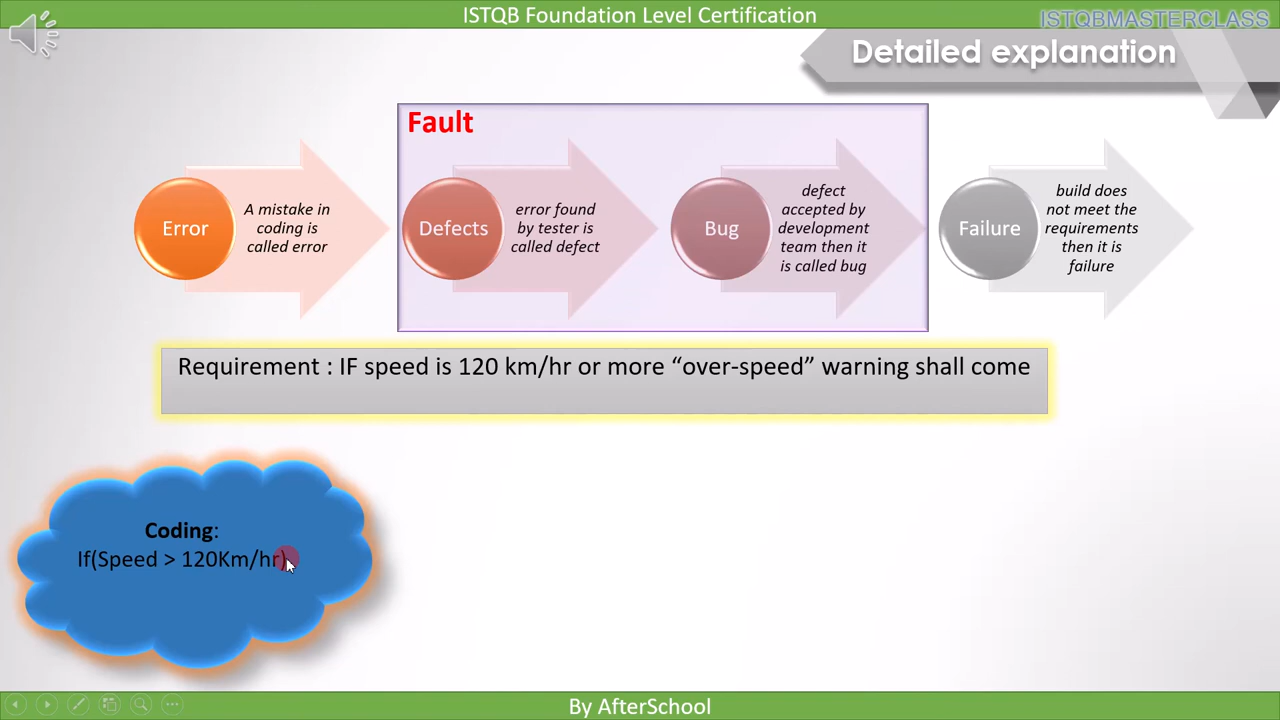 ISTQB Foundation Level Certification
ISTQBMASTERCLASS
Detailed explanation
Fault
Error
A mistake in
coding is
called error
Defects
error found
by tester is
called defect
Bug
defect
accepted by
development
team then it
is called bug
Failure
build does
not meet the
requirements
then it is
failure
Requirement : IF speed is 120 km/hr or more “over-speed” warning shall come
Coding:
If(Speed > 120Km/hr)
By AfterSchool